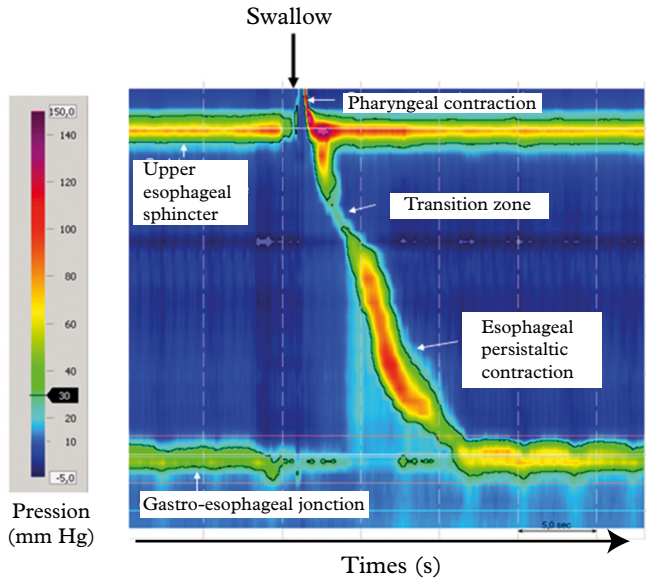 Swallow
Pharyngeal contraction
150,0
140
120
100
80
60
40
30
20
10
-5,0
Upper
esophageal
sphincter
Transition zone
Esophageal
persistaltic
contraction
Gastro-esophageal jonction
5,0 sec
Pression
(mm Hg)
Times (s)